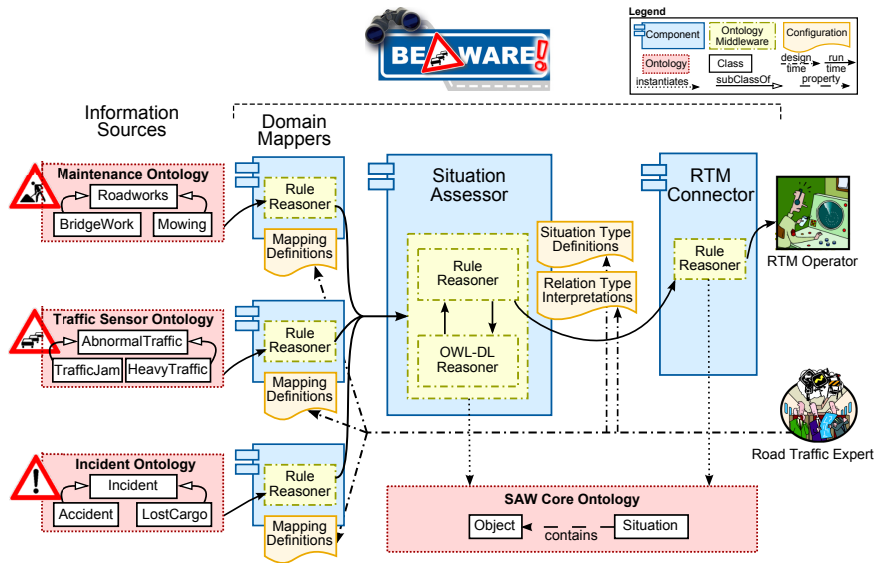 BEAWARE!
Legend
Component
Ontology
Middleware
Configuration
Ontology
Class
design
time
run
time
instantiates
subClassOf
property
Information
Sources
Domain
Mappers
Maintenance Ontology
Roadworks
BridgeWork
Mowing
Rule
Reasoner
Mapping
Definitions
Situation
Assessor
Rule
Reasoner
OWL-DL
Reasoner
Situation Type
Definitions
Relation Type
Interpretations
RTM
Connector
Rule
Reasoner
RTM Operator
Traffic Sensor Ontology
AbnormalTraffic
TrafficJam
HeavyTraffic
Rule
Reasoner
Mapping
Definitions
Road Traffic Expert
Incident Ontology
Incident
Accident
LostCargo
Rule
Reasoner
Mapping
Definitions
SAW Core Ontology
Object
contains
Situation